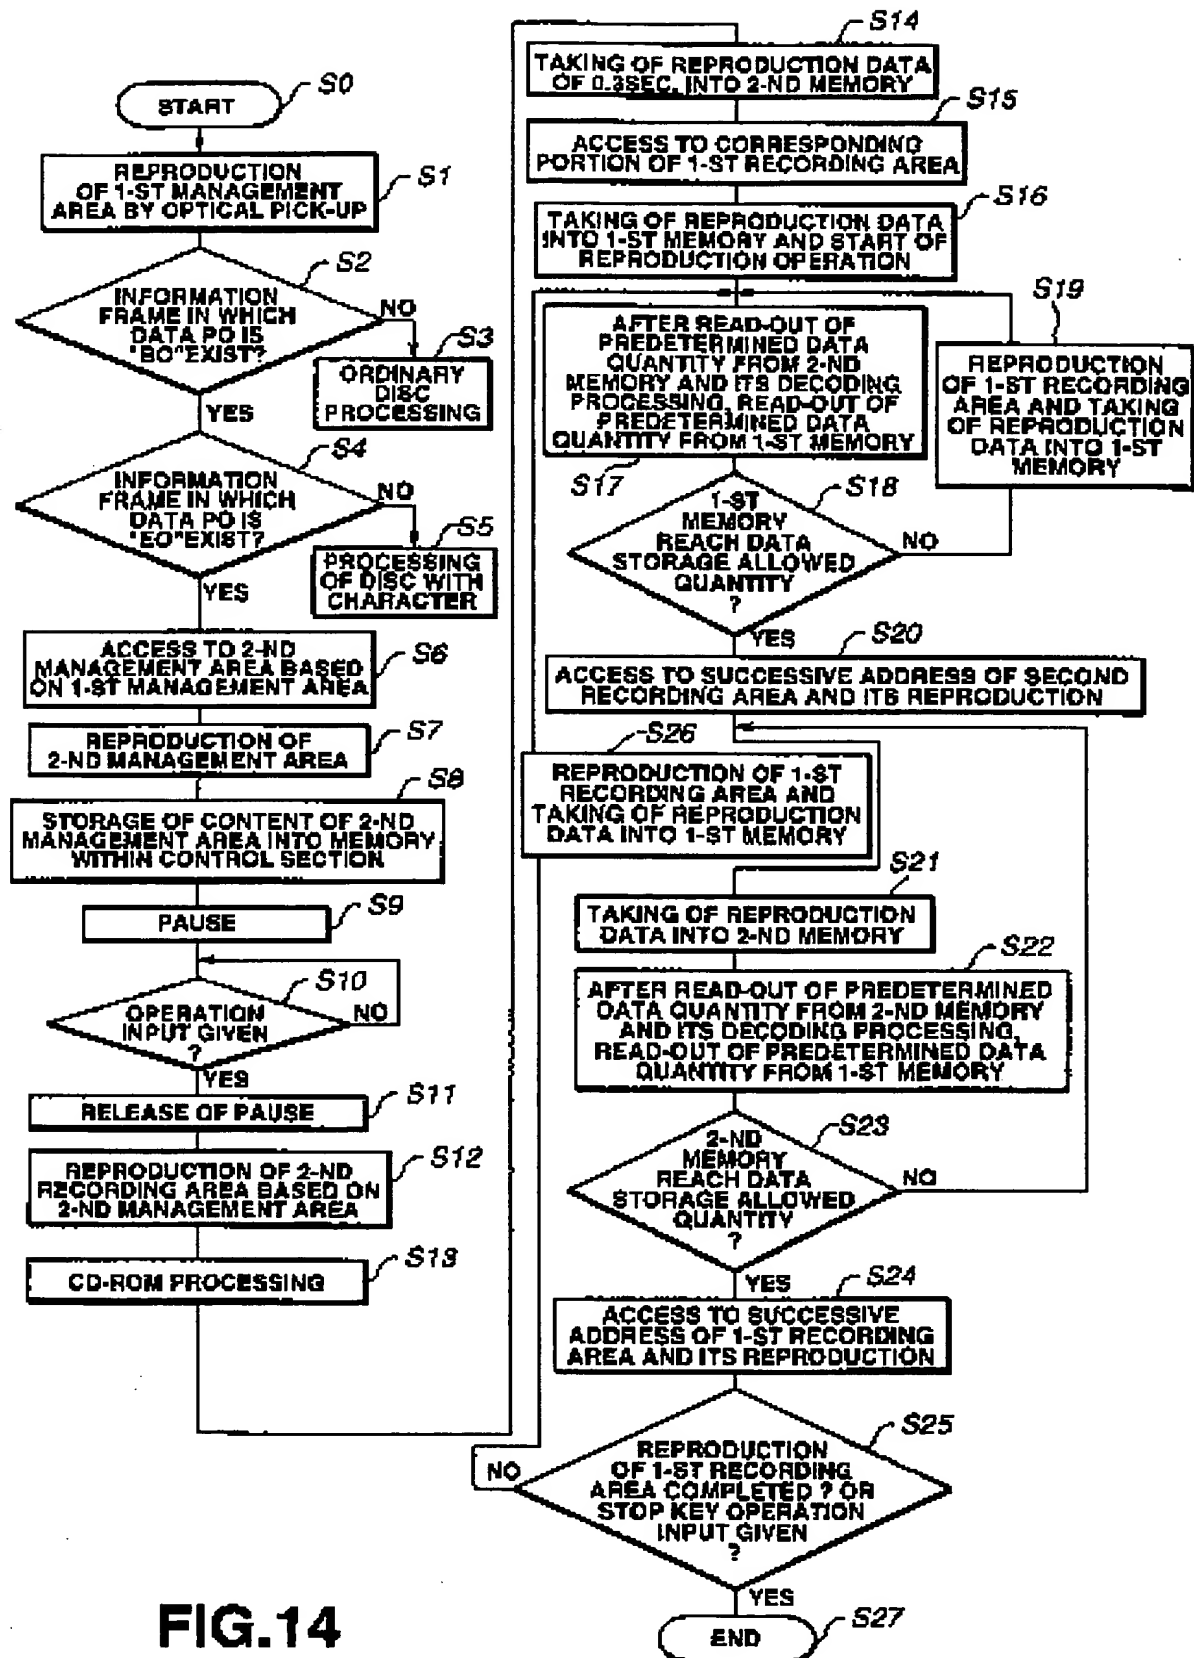 S0
START
REPRODUCTION
OF 1-ST MANAGEMENT
AREA BY OPTICAL PICK-UP
S1
S2
INFORMATION
FRAME IN WHICH
DATA PO IS
"BO"EXIST?
NO
YES
S3
ORDINARY
DISC
PROCESSING
S4
INFORMATION
FRAME IN WHICH
DATA PO IS
"EO"EXIST?
NO
YES
S5
PROCESSING
OF DISC WITH
CHARACTER
ACCESS TO 2-ND
MANAGEMENT AREA BASED
ON 1-ST MANAGEMENT AREA
S6
REPRODUCTION OF
2-ND MANAGEMENT AREA
S7
S8
STORAGE OF CONTENT OF 2-ND
MANAGEMENT AREA INTO MEMORY
WITHIN CONTROL SECTION
PAUSE
S9
S10
OPERATION
INPUT GIVEN
?
NO
YES
RELEASE OF PAUSE
S11
REPRODUCTION OF 2-ND
RECORDING AREA BASED ON
2-ND MANAGEMENT AREA
S12
CD-ROM PROCESSING
S13
S14
TAKING OF REPRODUCTION DATA
OF 0.3SEC. INTO 2-ND MEMORY
S15
ACCESS TO CORRESPONDING
PORTION OF 1-ST RECORDING AREA
S16
TAKING OF REPRODUCTION DATA
INTO 1-ST MEMORY AND START OF
REPRODUCTION OPERATION
AFTER READ-OUT OF
PREDETERMINED DATA
QUANTITY FROM 2-ND
MEMORY AND ITS DECODING
PROCESSING, READ-OUT OF
PREDETERMINED DATA
QUANTITY FROM 1-ST MEMORY
S17
S19
REPRODUCTION
OF 1-ST RECORDING
AREA AND TAKING
OF REPRODUCTION
DATA INTO 1-ST
MEMORY
S18
1-ST
MEMORY
REACH DATA
STORAGE ALLOWED
QUANTITY
?
NO
YES
S20
ACCESS TO SUCCESSIVE ADDRESS OF SECOND
RECORDING AREA AND ITS REPRODUCTION
S26
REPRODUCTION OF 1-ST
RECORDING AREA AND
TAKING OF REPRODUCTION
DATA INTO 1-ST MEMORY
S21
TAKING OF REPRODUCTION
DATA INTO 2-ND MEMORY
S22
AFTER READ-OUT OF PREDETERMINED
DATA QUANTITY FROM 2-ND MEMORY
AND ITS DECODING PROCESSING,
READ-OUT OF PREDETERMINED DATA
QUANTITY FROM 1-ST MEMORY
S23
2-ND
MEMORY
REACH DATA
STORAGE ALLOWED
QUANTITY
?
NO
YES
S24
ACCESS TO SUCCESSIVE
ADDRESS OF 1-ST RECORDING
AREA AND ITS REPRODUCTION
S25
REPRODUCTION
OF 1-ST RECORDING
AREA COMPLETED ? OR
STOP KEY OPERATION
INPUT GIVEN
?
NO
YES
END
S27
FIG.14